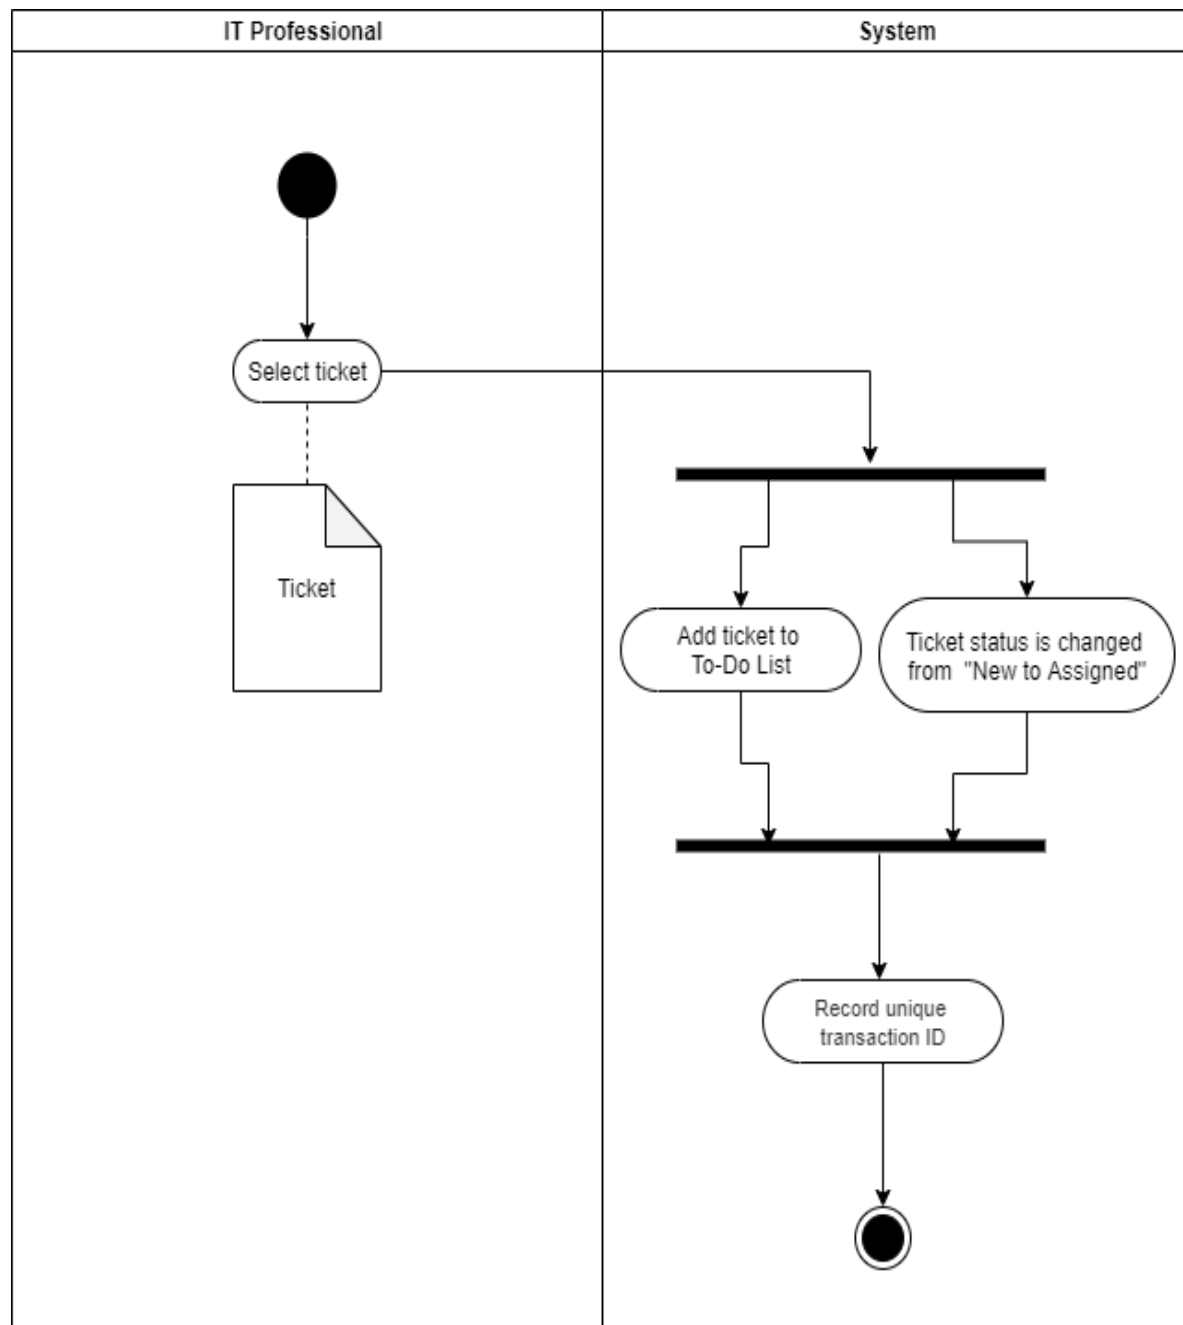 IT Professional
System
Select ticket
Ticket
Add ticket to
To-Do List
Ticket status is changed
from "New to Assigned"
Record unique
transaction ID